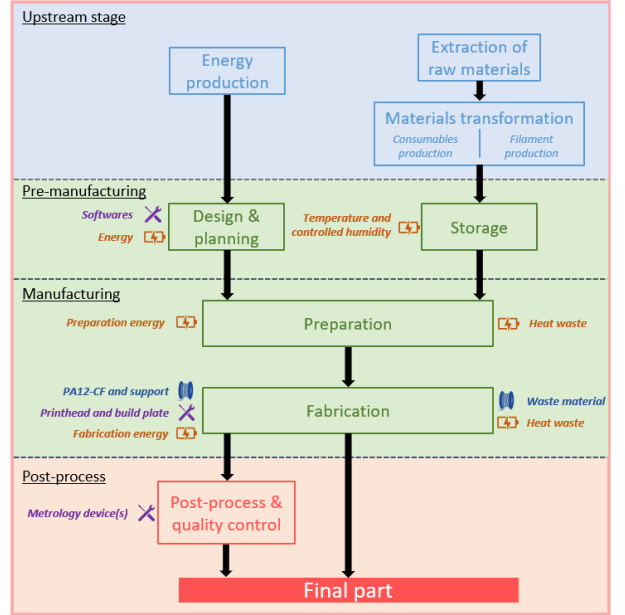 Upstream stage
Energy
production
Extraction of
raw materials
Materials transformation
Consumables
production
Filament
production
Pre-manufacturing
Softwares
Energy
Design &
planning
Temperature and
controlled humidity
Storage
Manufacturing
Preparation energy
Preparation
Heat waste
PA12-CF and support
Printhead and build plate
Fabrication energy
Fabrication
Waste material
Heat waste
Post-process
Metrology device(s)
Post-process &
quality control
Final part